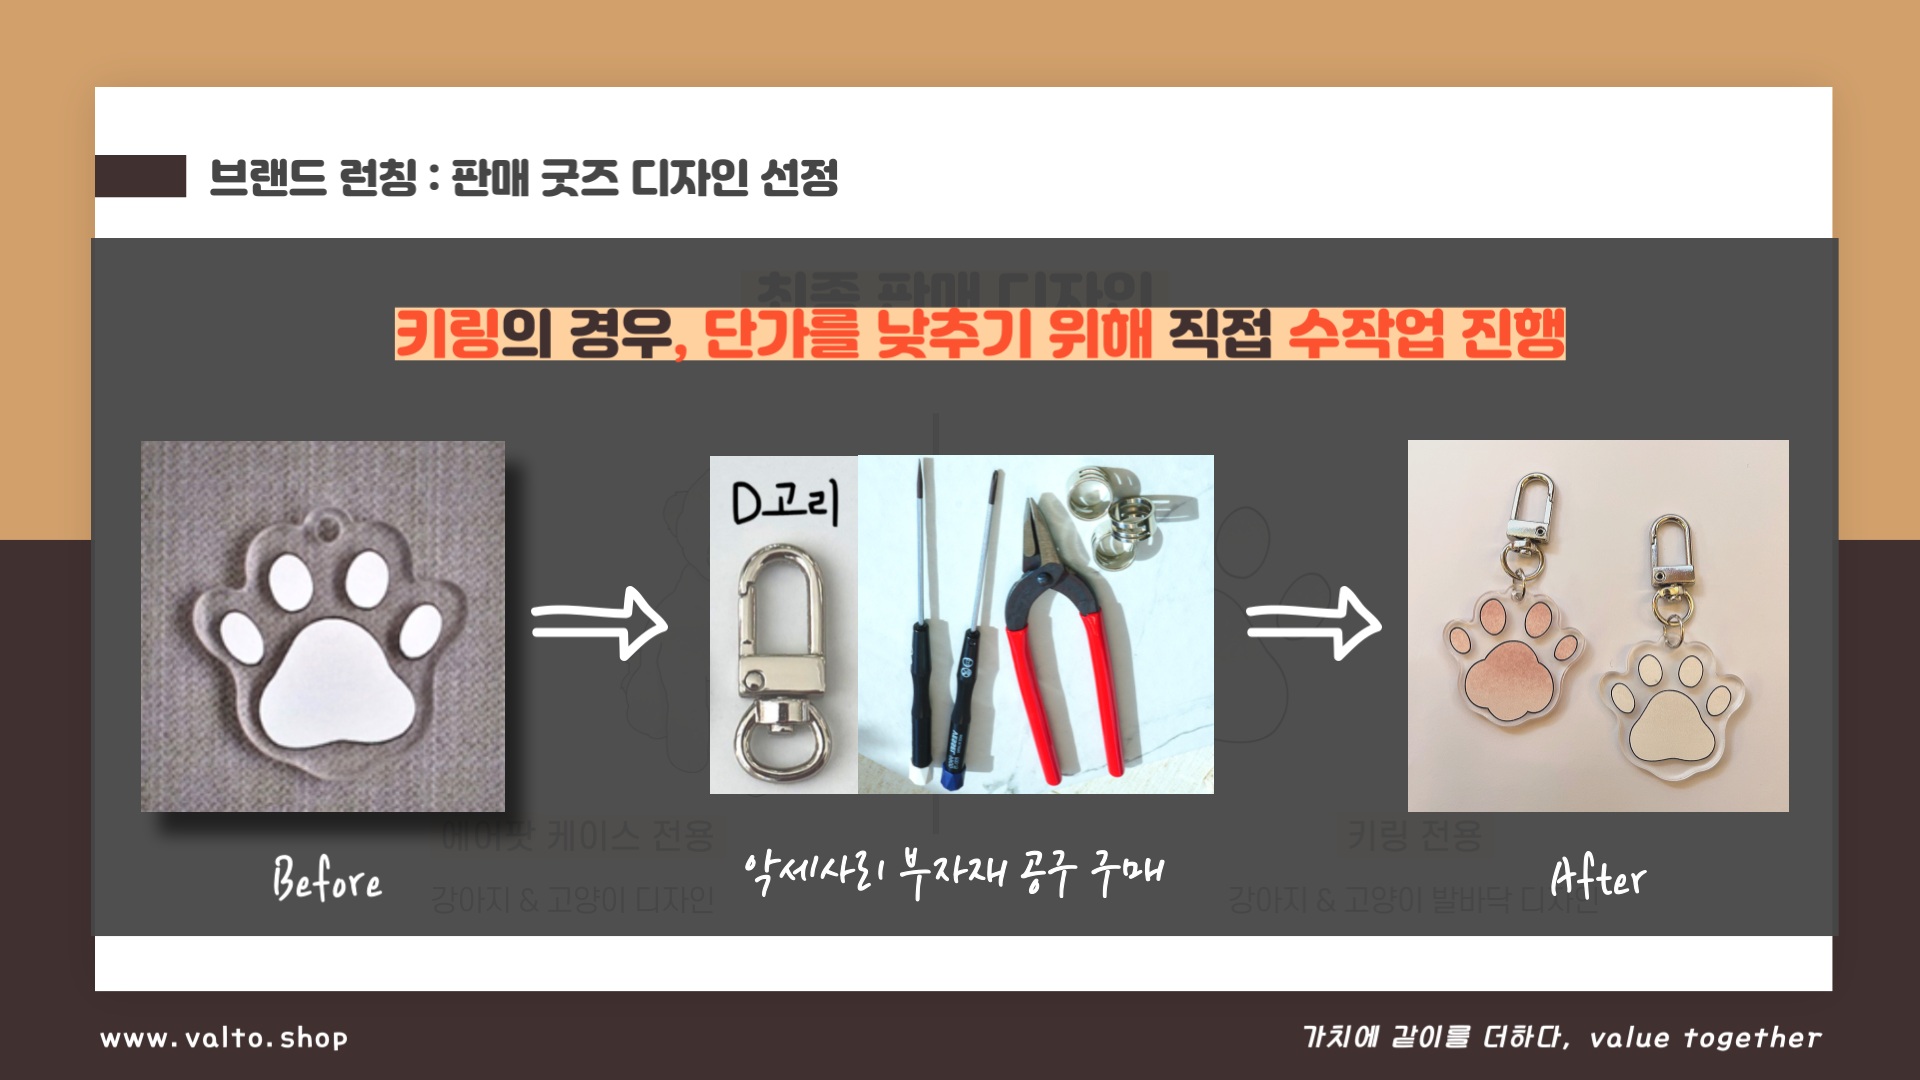 브랜드 런칭 : 판매 굿즈 디자인 선정
최종 판매 디자인
키링의 경우, 단가를 낮추기 위해 직접 수작업 진행
D고리
에이팟 케이스 전용
키링 전용
Before
악세사리 부자재 공구 구매
After
강아지 & 고양이 디자인
강아지 & 고양이 발바닥 디자인
www.valto.shop
가치에 같이를 더하다, value together